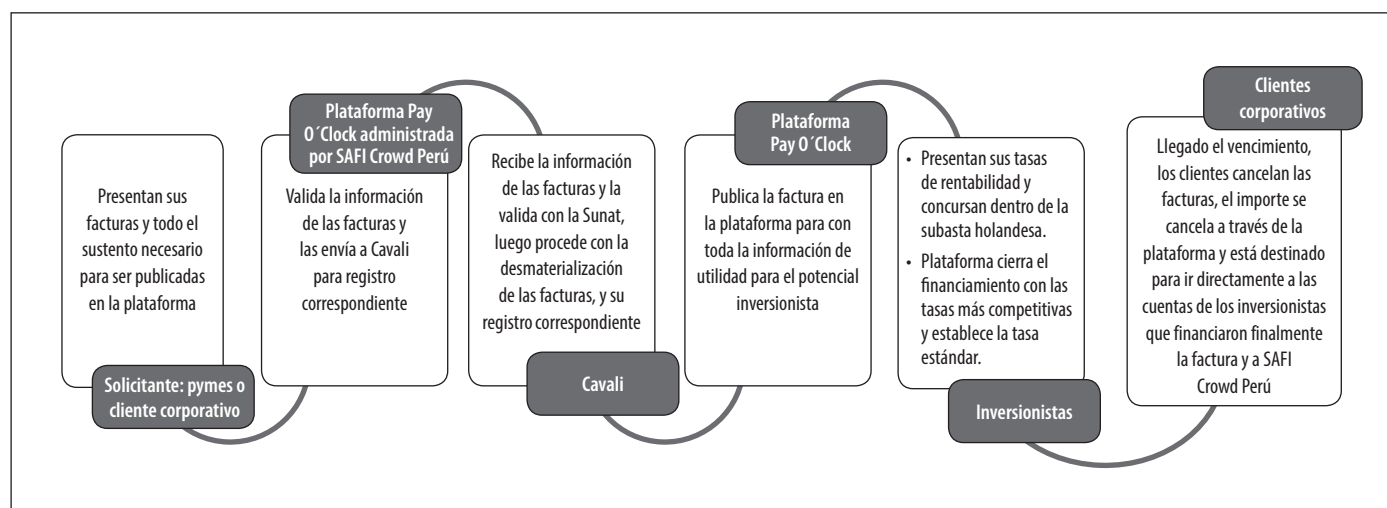 Presentan sus
facturas y todo el
sustento necesario
para ser publicadas
en la plataforma
Solicitante: pymes o
cliente corporativo
Plataforma Pay
O´Clock administrada
por SAFI Crowd Perú
Valida la información
de las facturas y
las envía a Cavali
para registro
correspondiente
Recibe la información
de las facturas y la
valida con la Sunat,
luego procede con la
desmaterialización
de las facturas, y su
registro correspondiente
Cavali
Plataforma
Pay O´Clock
Publica la factura en
la plataforma para con
toda la información de
utilidad para el potencial
inversionista
• Presentan sus tasas
de rentabilidad y
concursan dentro de la
subasta holandesa.
• Plataforma cierra el
financiamiento con las
tasas más competitivas
y establece la tasa
estándar.
Inversionistas
Clientes
corporativos
Llegado el vencimiento,
los clientes cancelan las
facturas, el importe se
cancela a través de la
plataforma y está destinado
para ir directamente a las
cuentas de los inversionistas
que financiaron finalmente
la factura y a SAFI
Crowd Perú